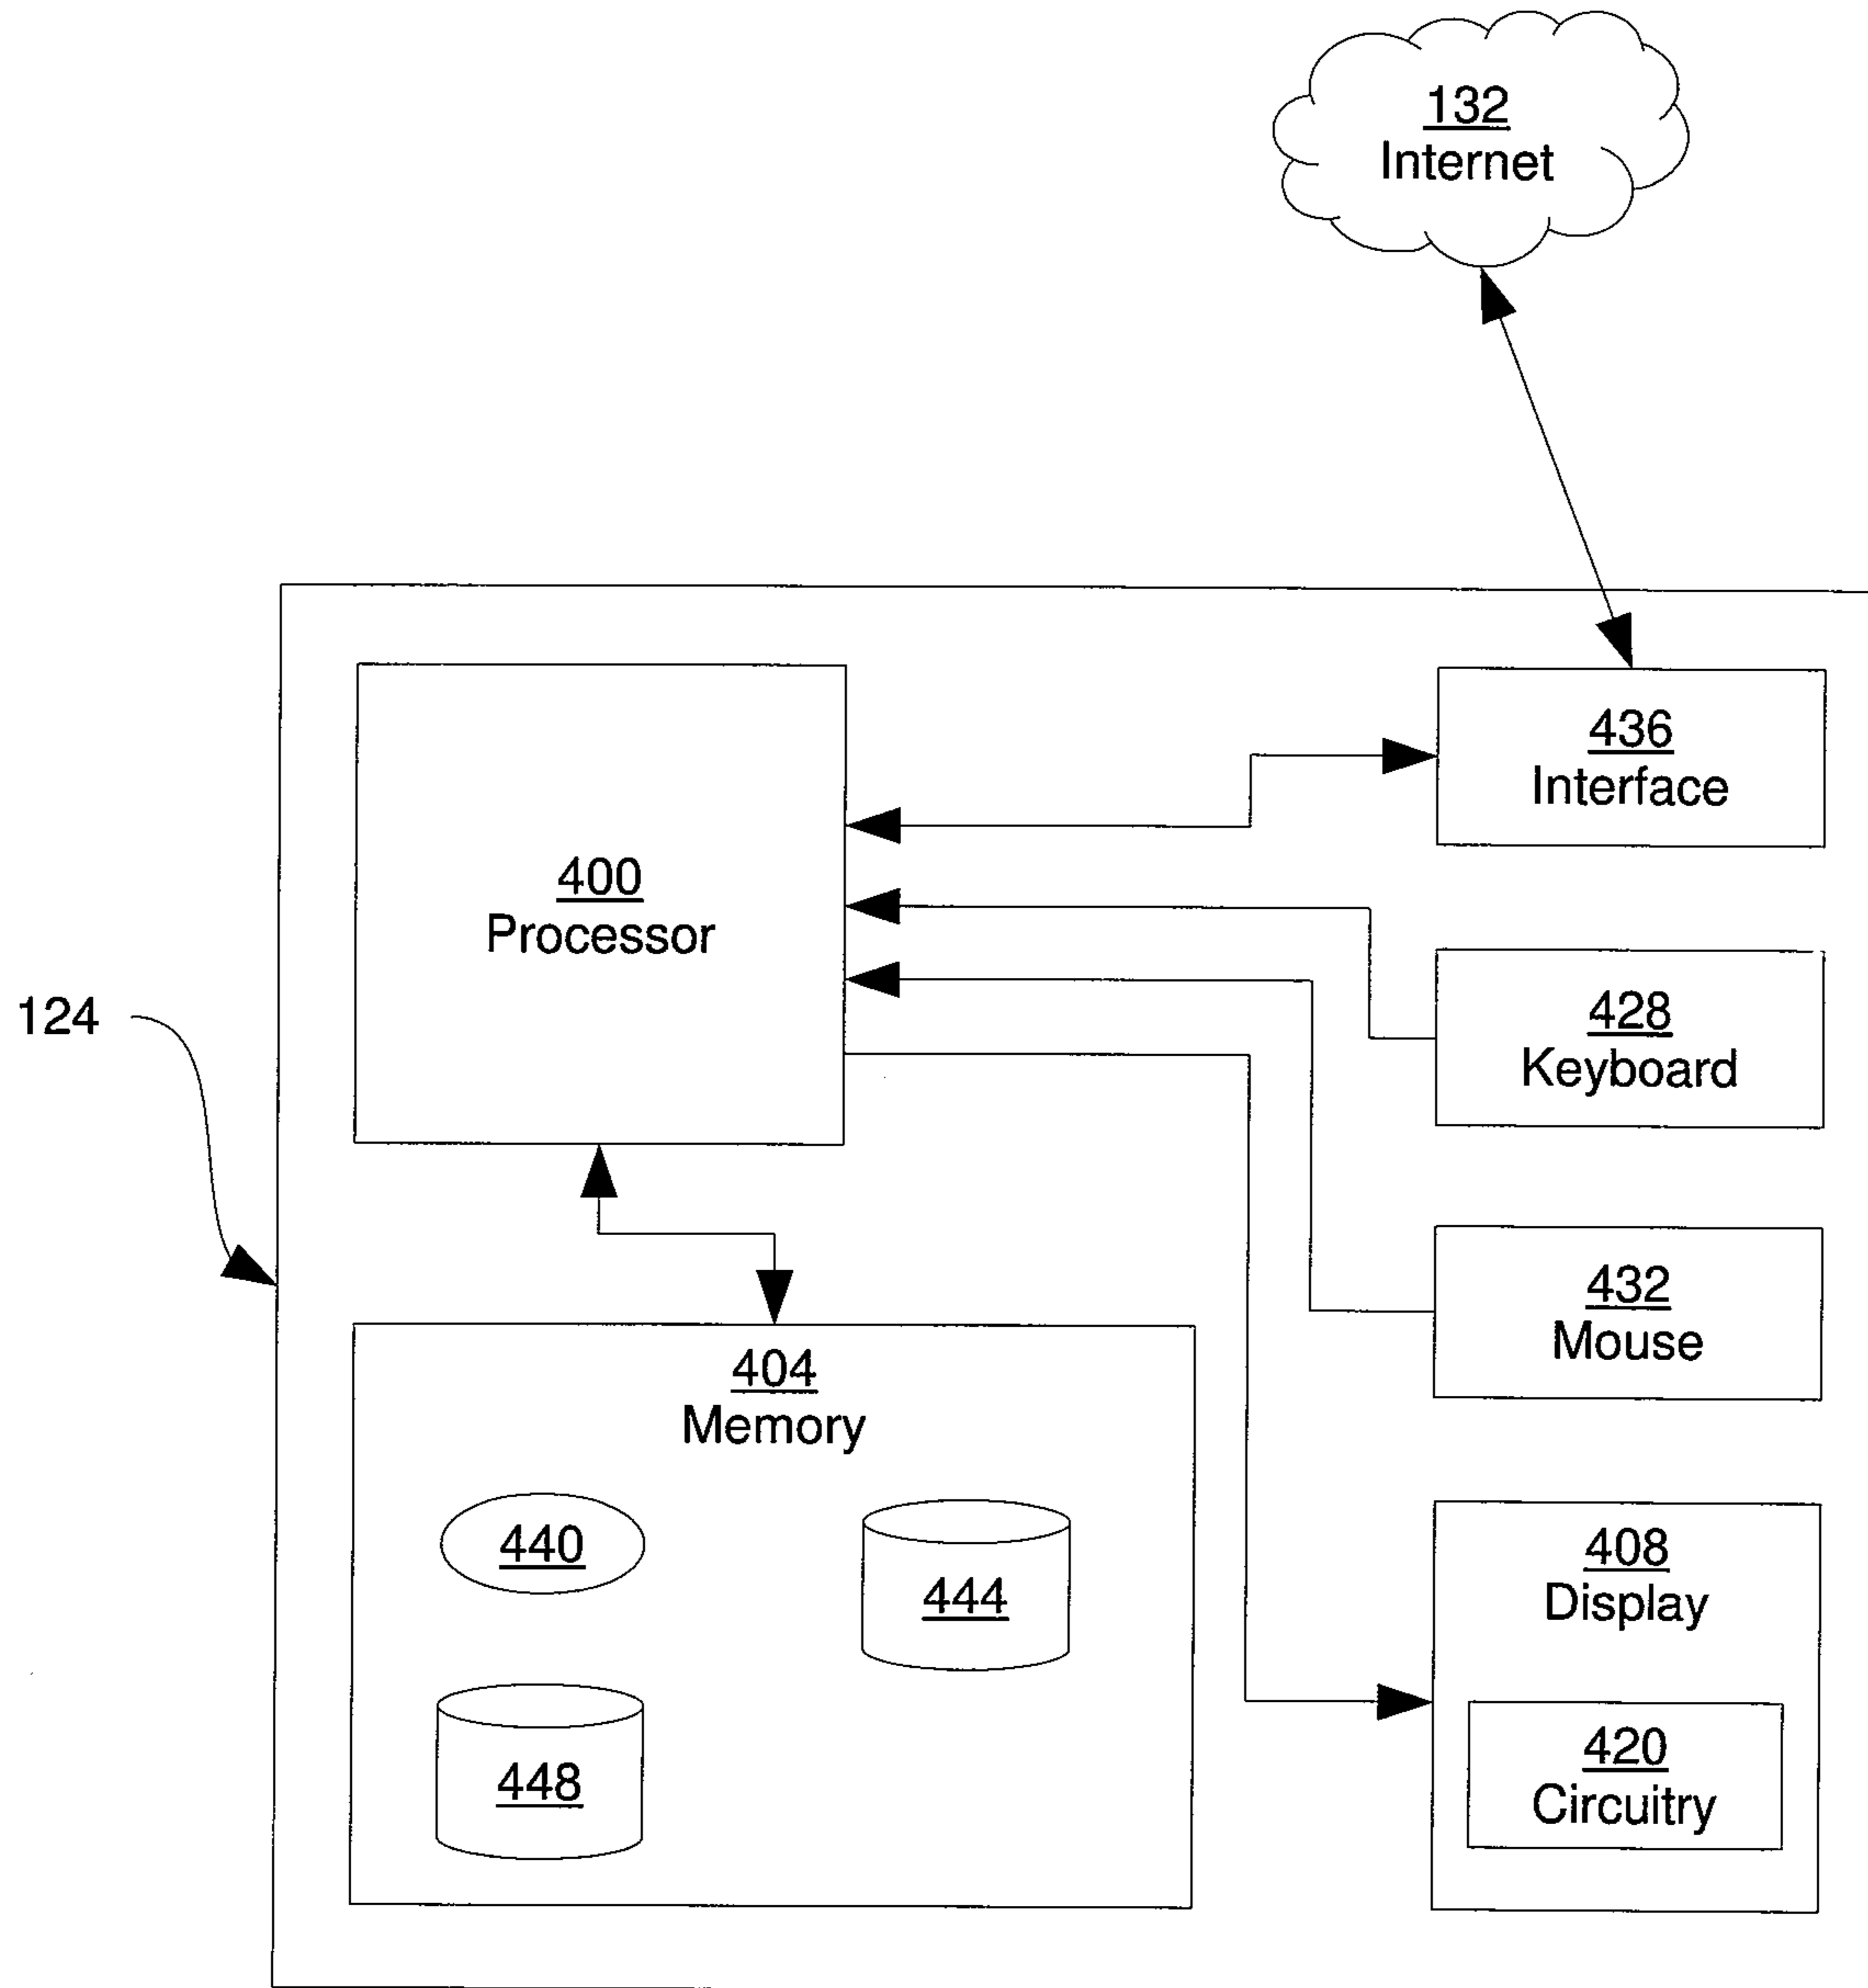 132
Internet
436
Interface
400
Processor
428
Keyboard
124
432
Mouse
404
Memory
440
444
408
Display
448
420
Circuitry